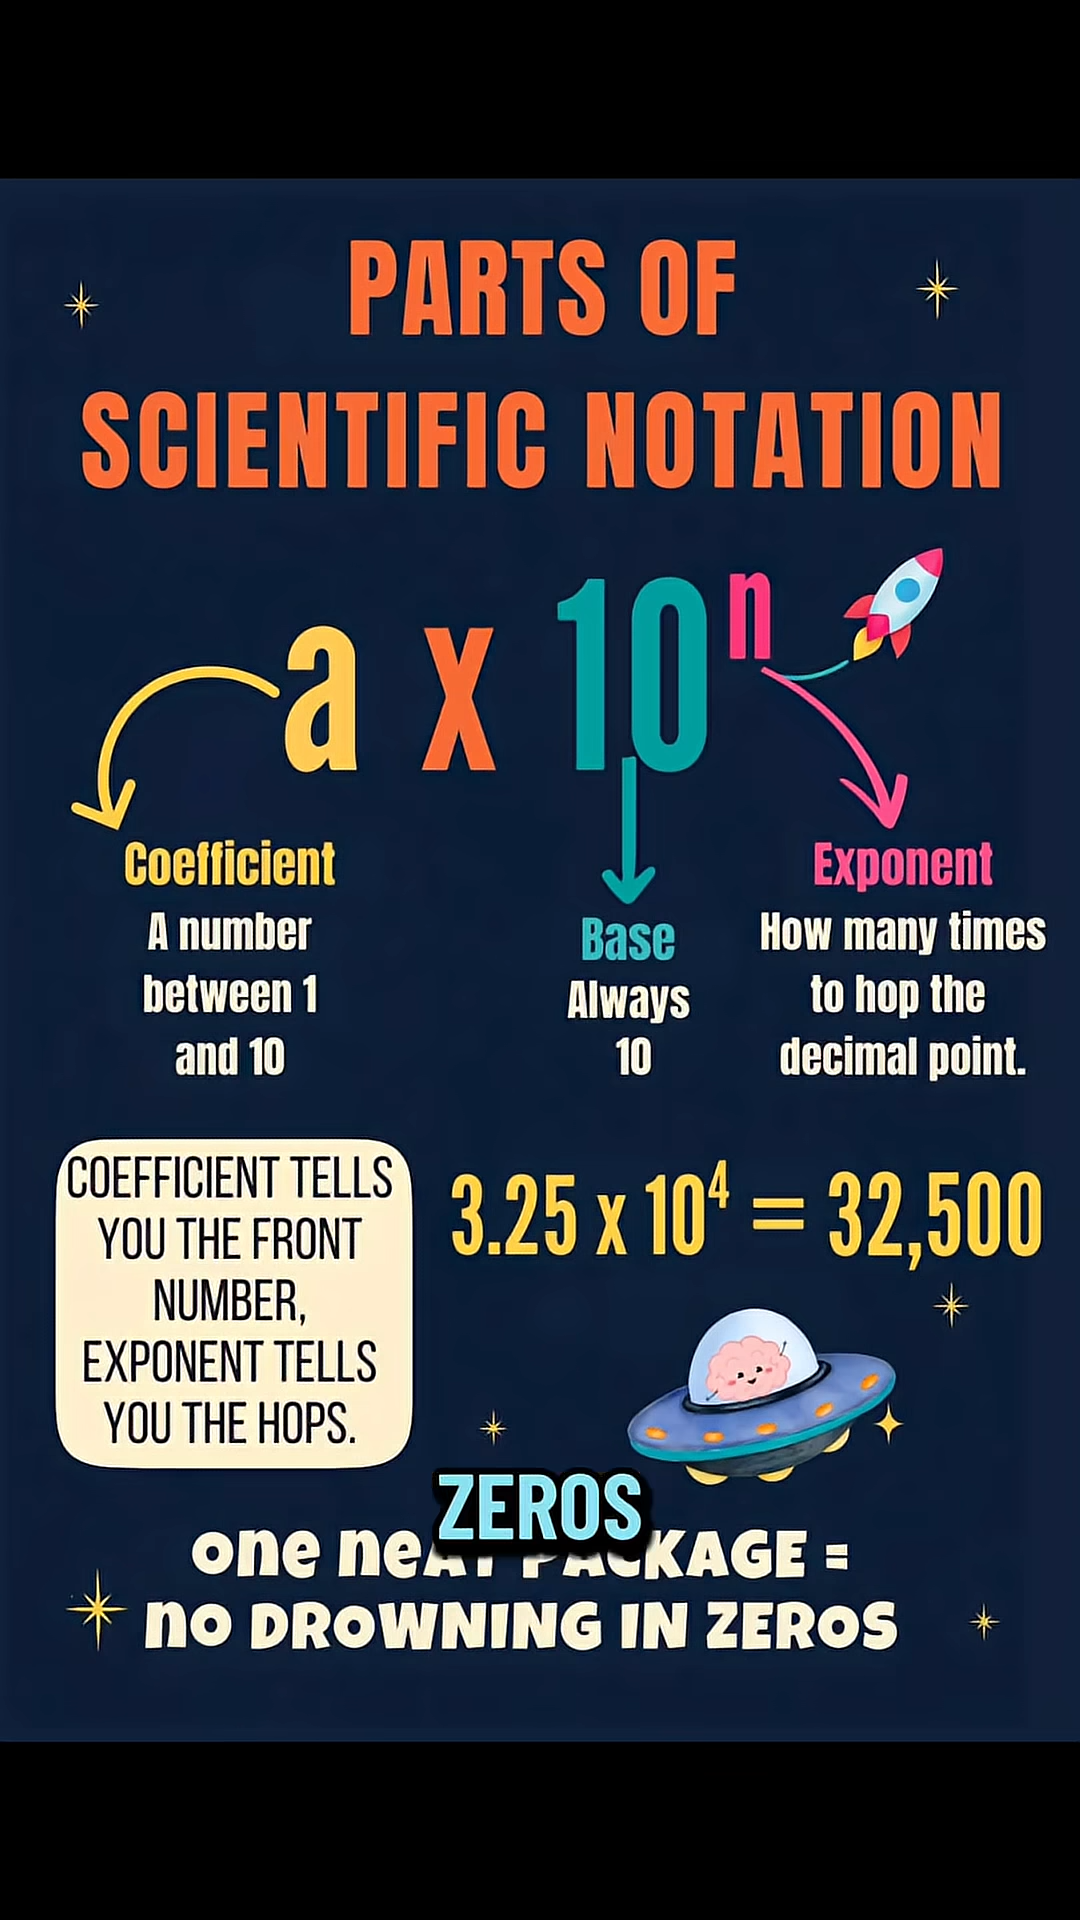 PARTS OF
SCIENTIFIC NOTATION
a x 10ⁿ
Coefficient
A number
between 1
and 10
Base
Always
10
Exponent
How many times
to hop the
decimal point.
COEFFICIENT TELLS
YOU THE FRONT
NUMBER,
EXPONENT TELLS
YOU THE HOPS.
3.25 x 10⁴ = 32,500
ZEROS
one neat PACKAGE =
no DROWNING IN ZEROS